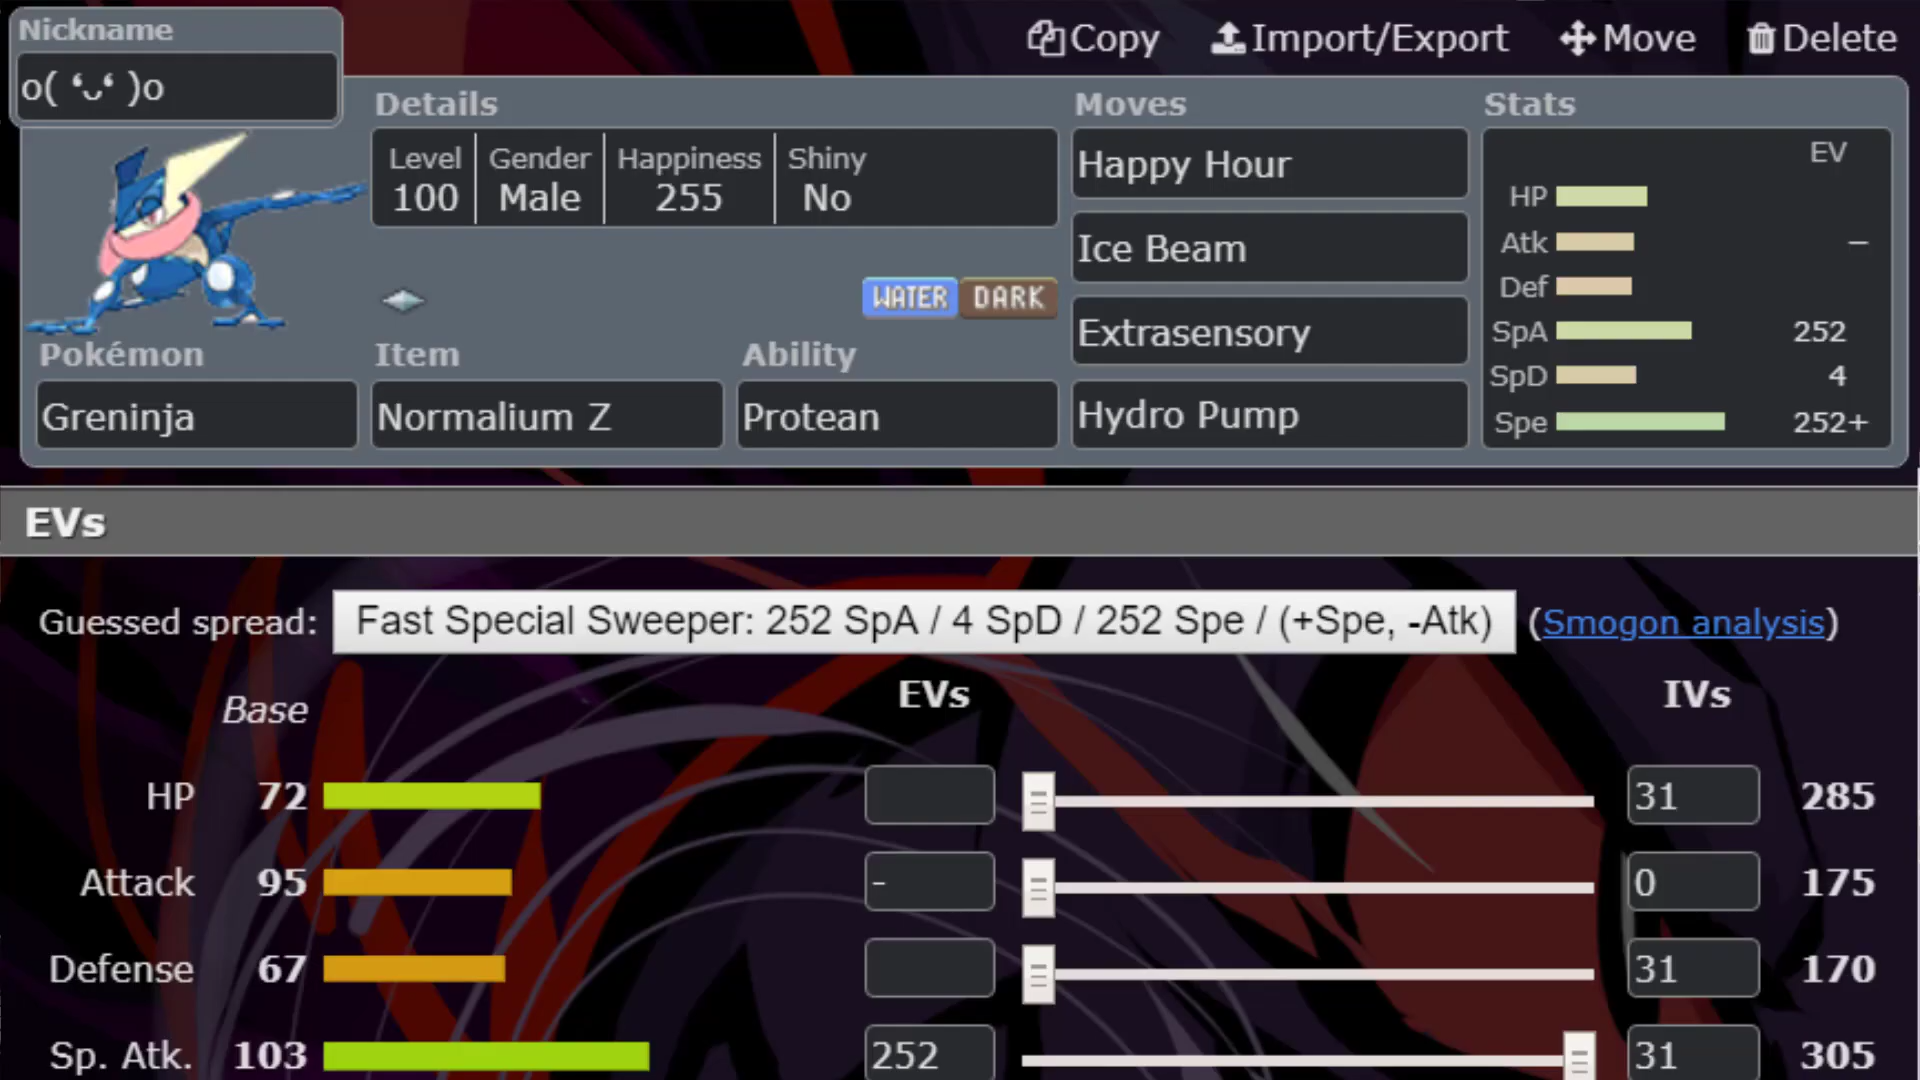 Nickname
o( ❛ᴗ❛ )o
Copy Import/Export Move Delete
Details
Level Gender Happiness Shiny
100 Male 255 No
WATER DARK
Pokémon Item Ability
Greninja Normalium Z Protean
Moves
Happy Hour
Ice Beam
Extrasensory
Hydro Pump
Stats
EV
HP
Atk –
Def
SpA 252
SpD 4
Spe 252+
EVs
Guessed spread: Fast Special Sweeper: 252 SpA / 4 SpD / 252 Spe / (+Spe, -Atk) (Smogon analysis)
Base EVs IVs
HP 72 31 285
Attack 95 - 0 175
Defense 67 31 170
Sp. Atk. 103 252 31 305